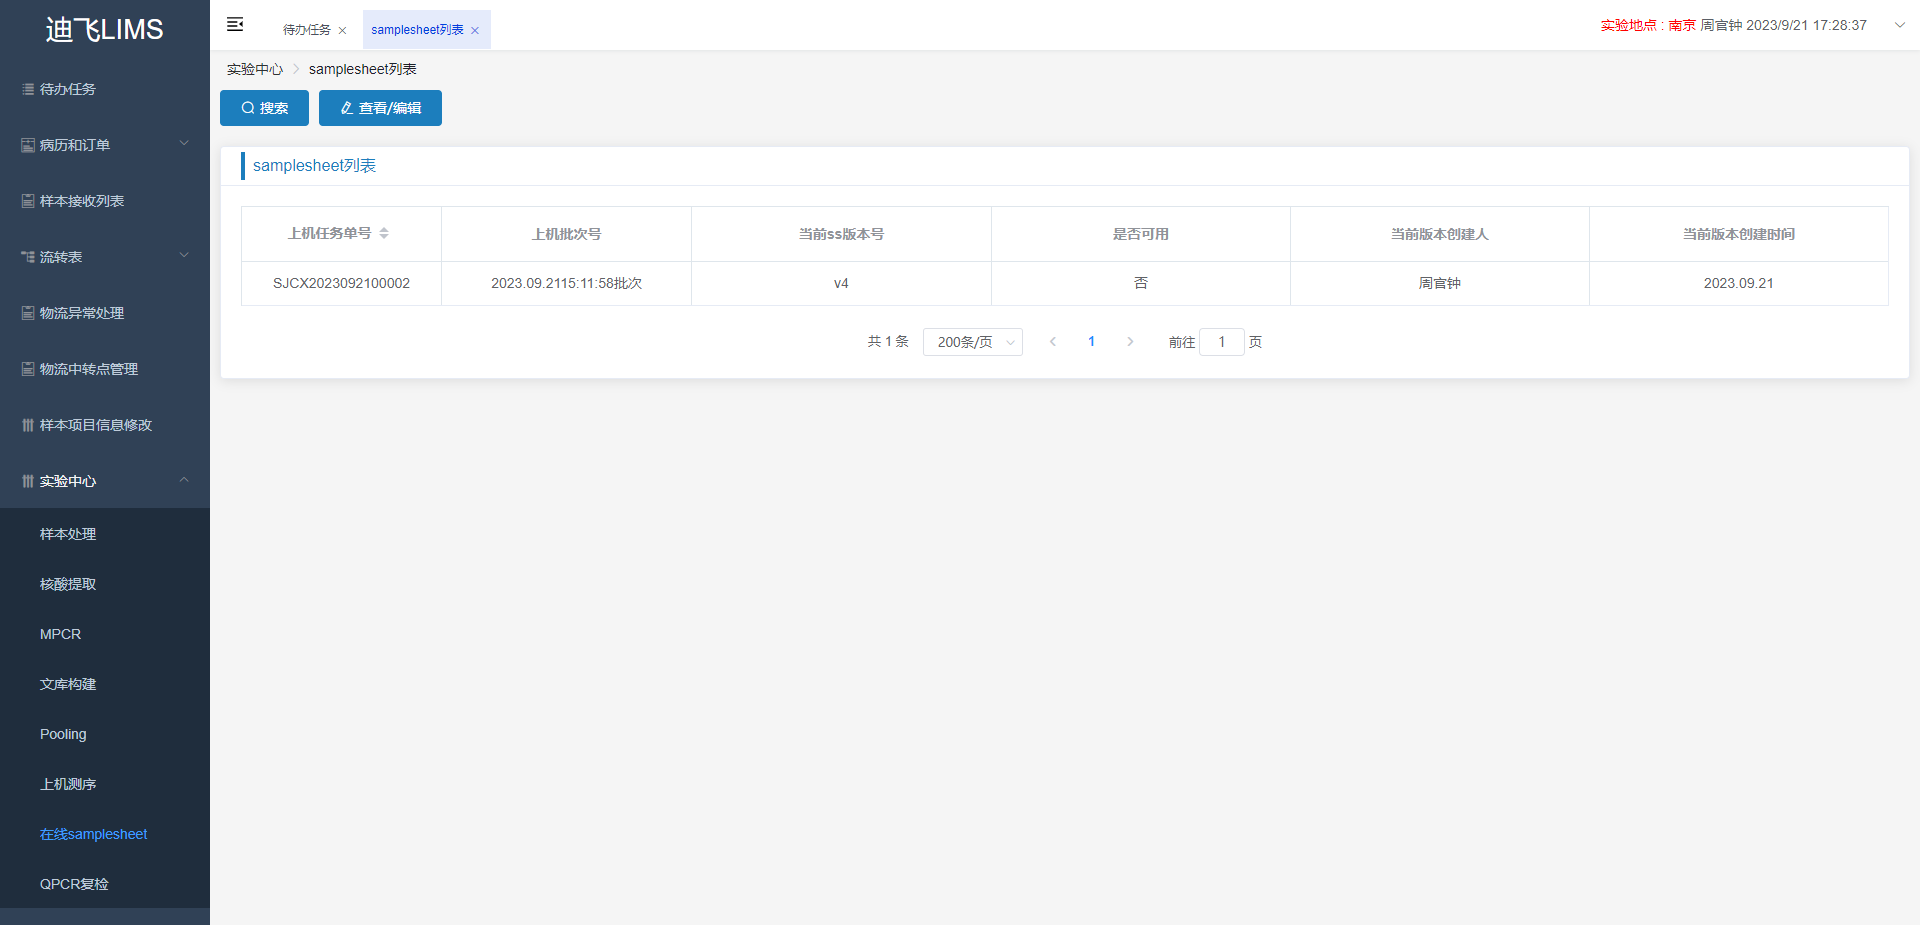 迪飞LIMS
待办任务
病历和订单
样本接收列表
流转表
物流异常处理
物流中转点管理
样本项目信息修改
实验中心
样本处理
核酸提取
MPCR
文库构建
Pooling
上机测序
在线samplesheet
QPCR复检
待办任务
samplesheet列表
实验地点 : 南京 周官钟 2023/9/21 17:28:37
实验中心 > samplesheet列表
搜索 查看/编辑
samplesheet列表
上机任务单号 上机批次号 当前ss版本号 是否可用 当前版本创建人 当前版本创建时间
SJCX2023092100002 2023.09.2115:11:58批次 v4 否 周官钟 2023.09.21
共 1 条 200条/页 1 前往 1 页